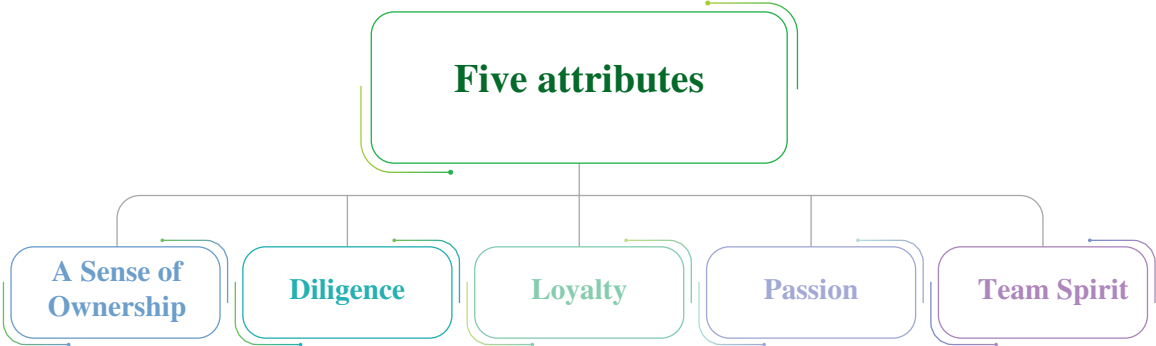 Five attributes
A Sense of
Ownership
Diligence
Loyalty
Passion
Team Spirit